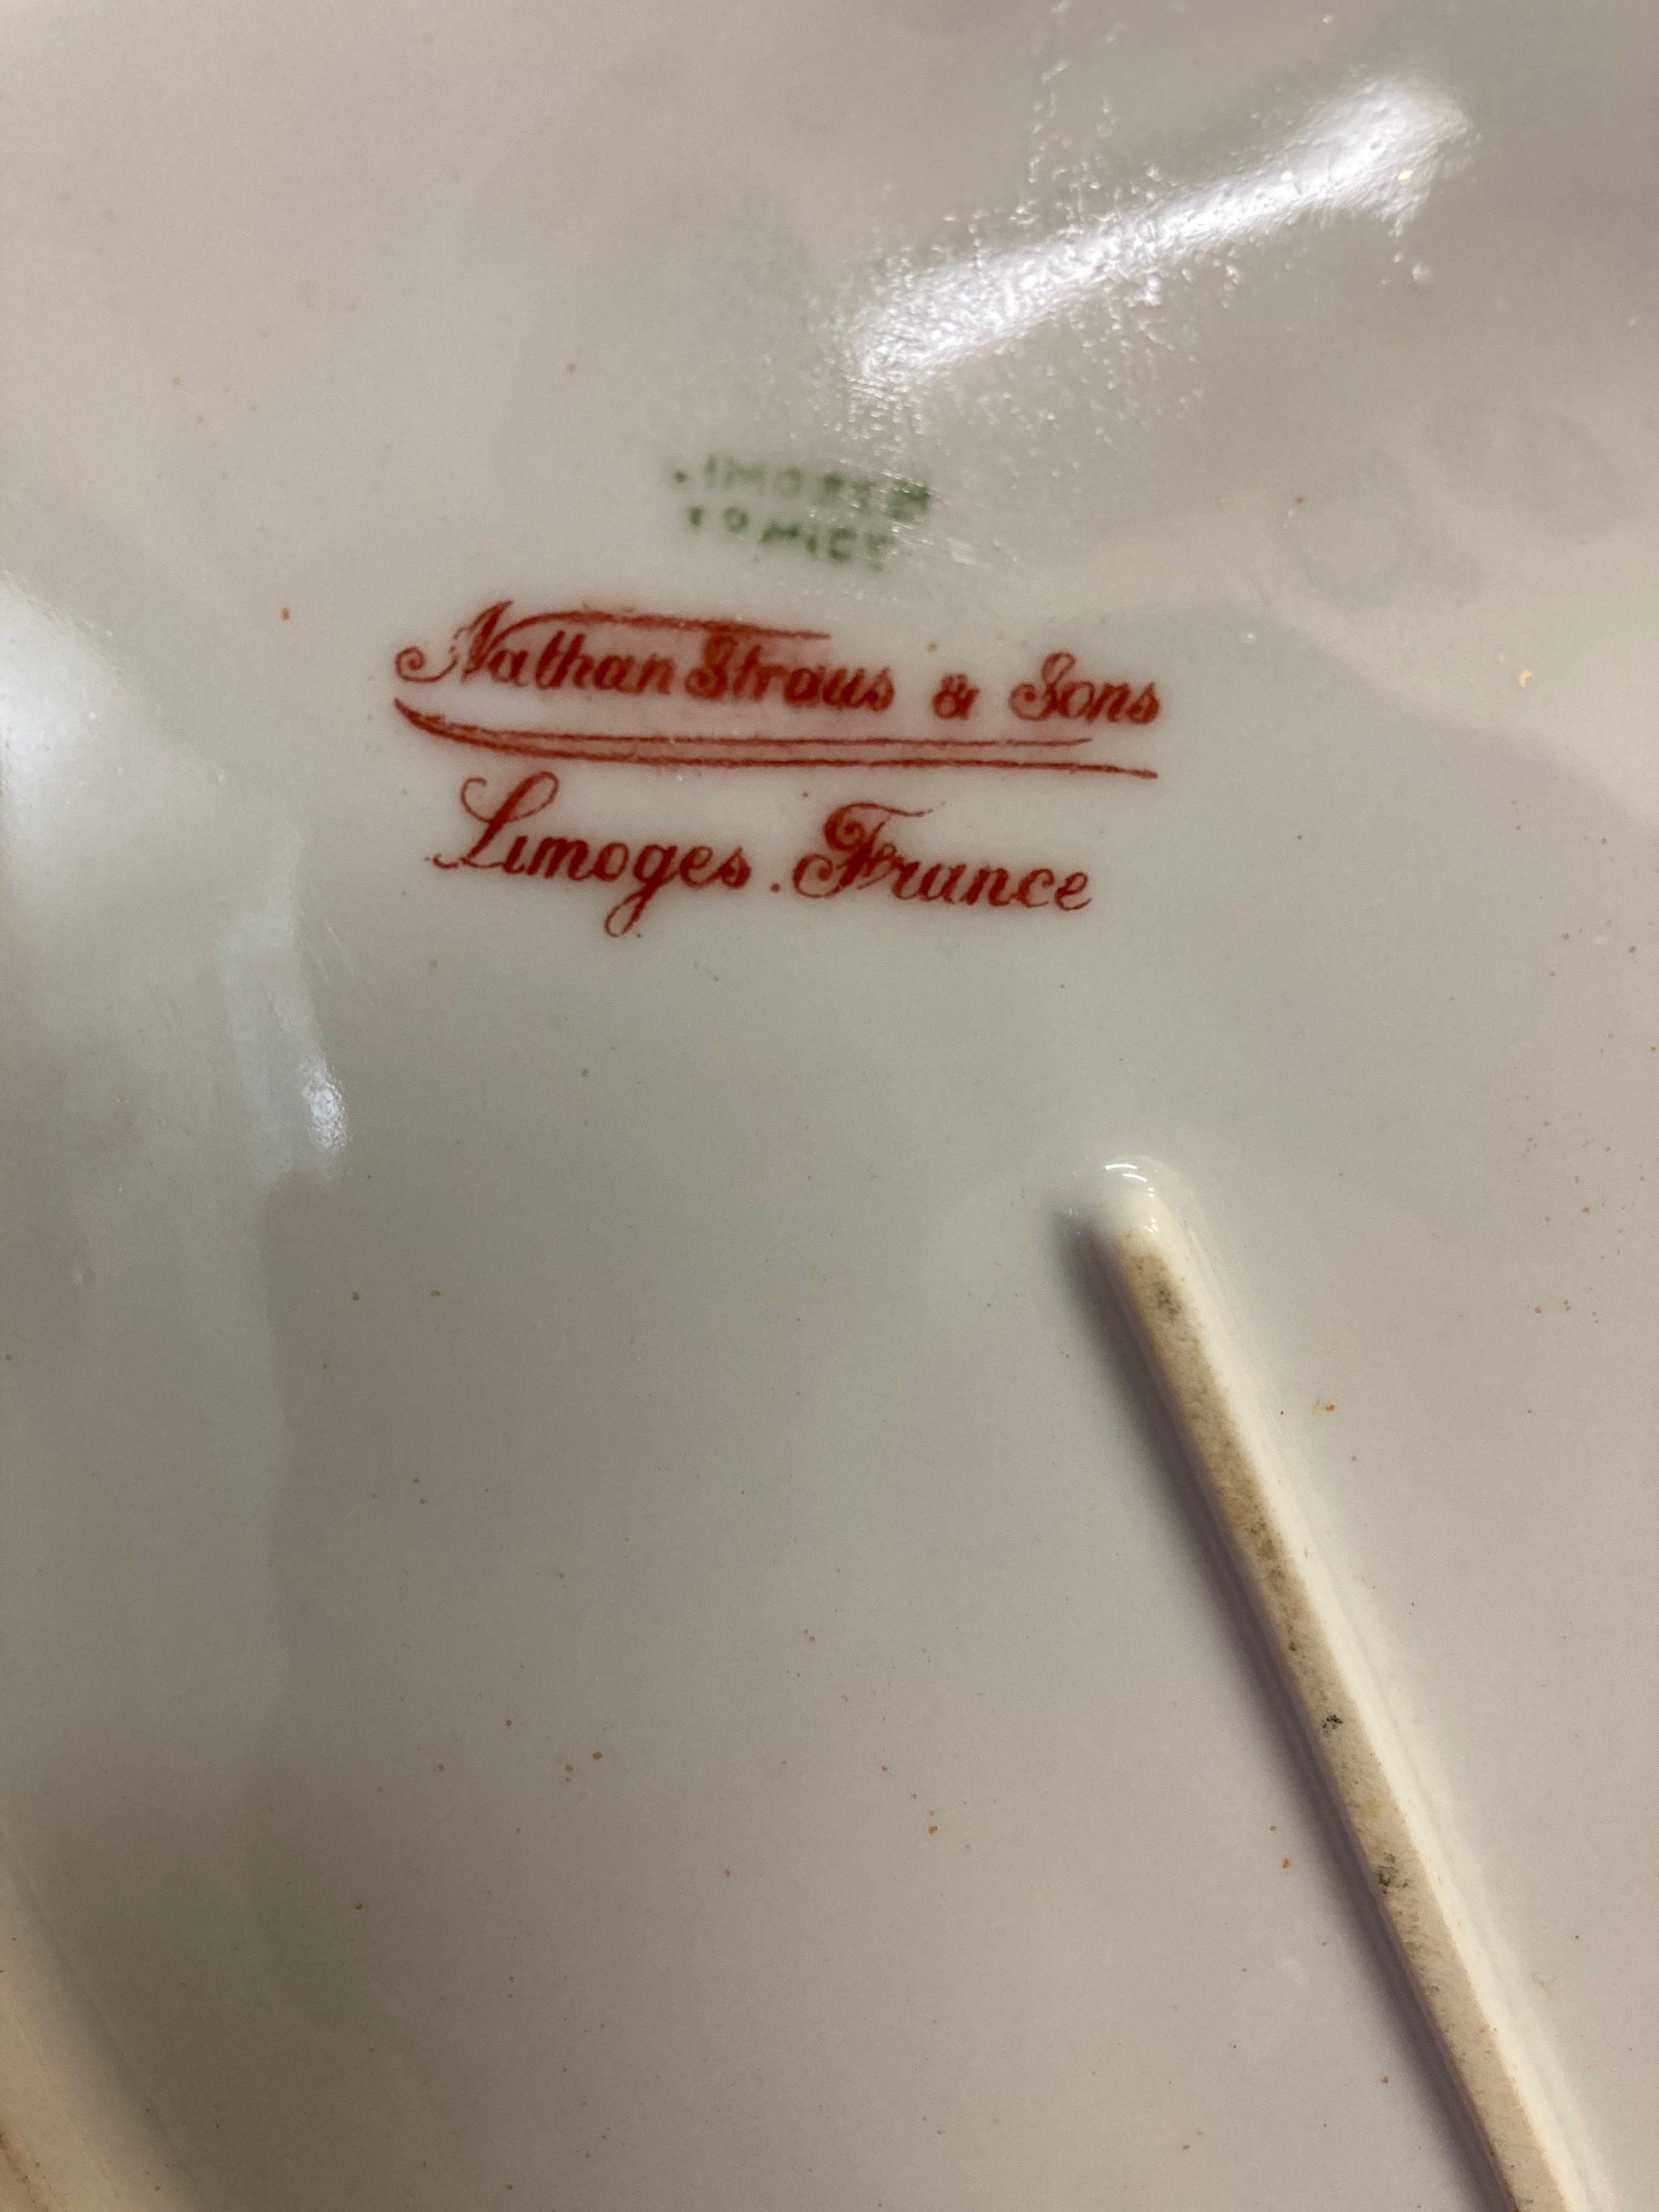 LIMOGES
FRANCE
Nathan Straus & Sons
Limoges. France